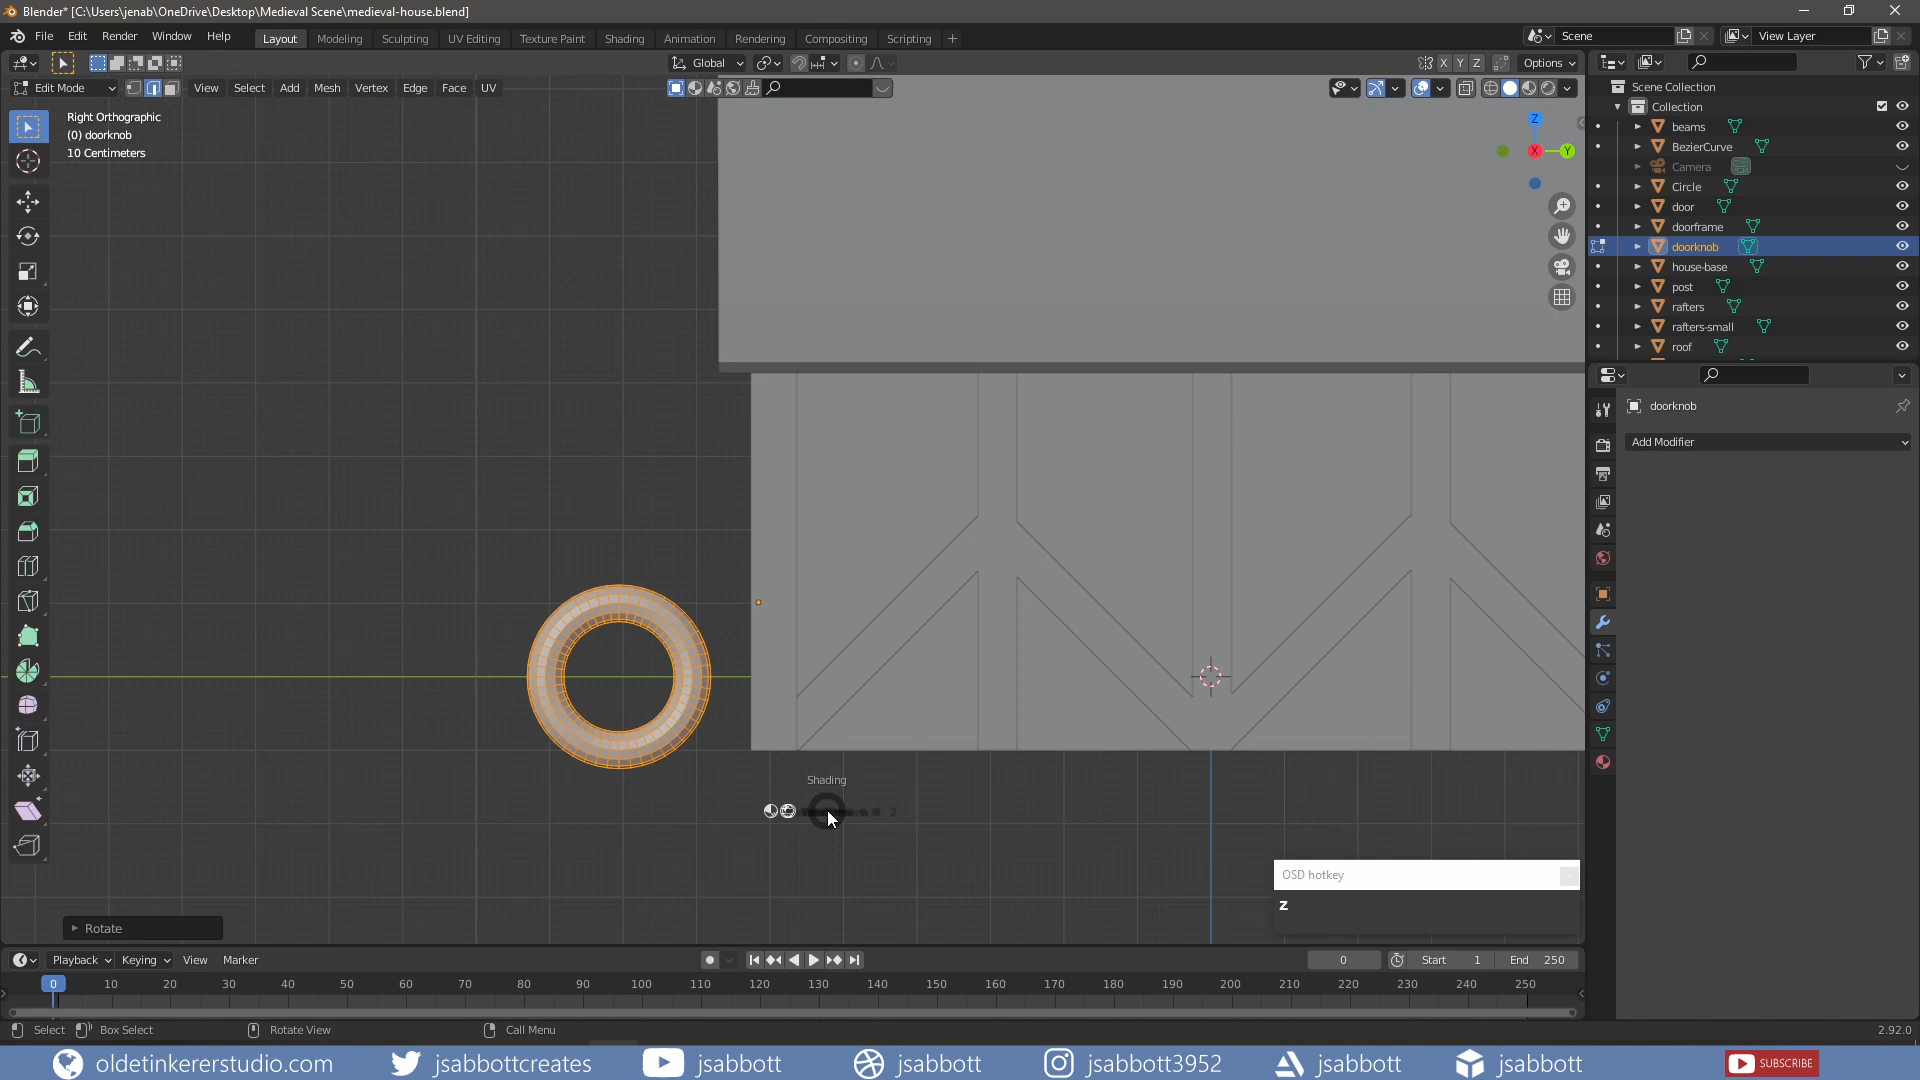 Blender* [C:\Users\jenab\OneDrive\Desktop\Medieval Scene\medieval-house.blend]
File Edit Render Window Help Layout Modeling Sculpting UV Editing Texture Paint Shading Animation Rendering Compositing Scripting + Scene View Layer
Global X Y Z Options
Edit Mode View Select Add Mesh Vertex Edge Face UV
Right Orthographic
(0) doorknob
10 Centimeters
Z
X
Y
Scene Collection
Collection
beams
BezierCurve
Camera
Circle
door
doorframe
doorknob
house-base
post
rafters
rafters-small
roof
doorknob
Add Modifier
Shading
OSD hotkey
z
Rotate
Playback Keying View Marker 0 Start 1 End 250
0 10 20 30 40 50 60 70 80 90 100 110 120 130 140 150 160 170 180 190 200 210 220 230 240 250
Select Box Select Rotate View Call Menu 2.92.0
oldetinkererstudio.com jsabbottcreates jsabbott jsabbott jsabbott3952 jsabbott jsabbott SUBSCRIBE